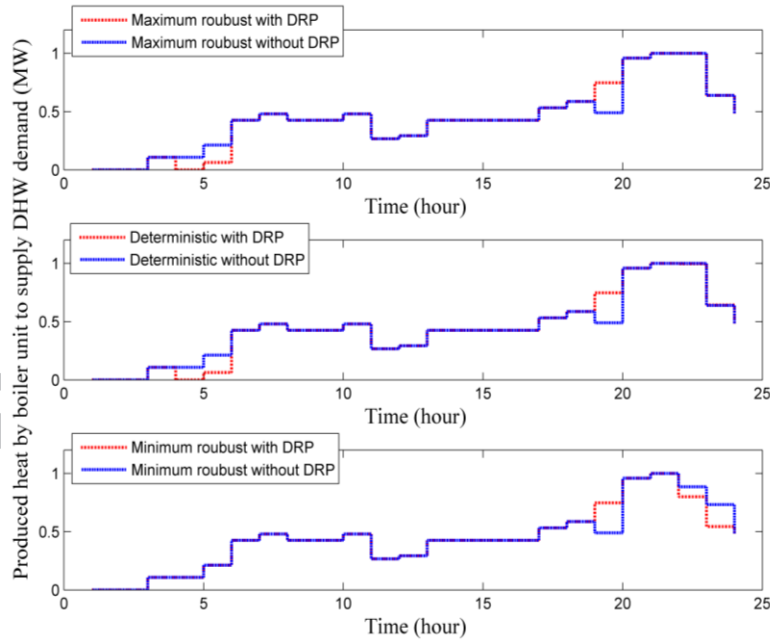 Produced heat by boiler unit to supply DHW demand (MW)
Maximum roubust with DRP
Maximum roubust without DRP
1
0.5
0
0 5 10 15 20 25
Time (hour)
Deterministic with DRP
Deterministic without DRP
1
0.5
0
0 5 10 15 20 25
Time (hour)
Minimum roubust with DRP
Minimum roubust without DRP
1
0.5
0
0 5 10 15 20 25
Time (hour)